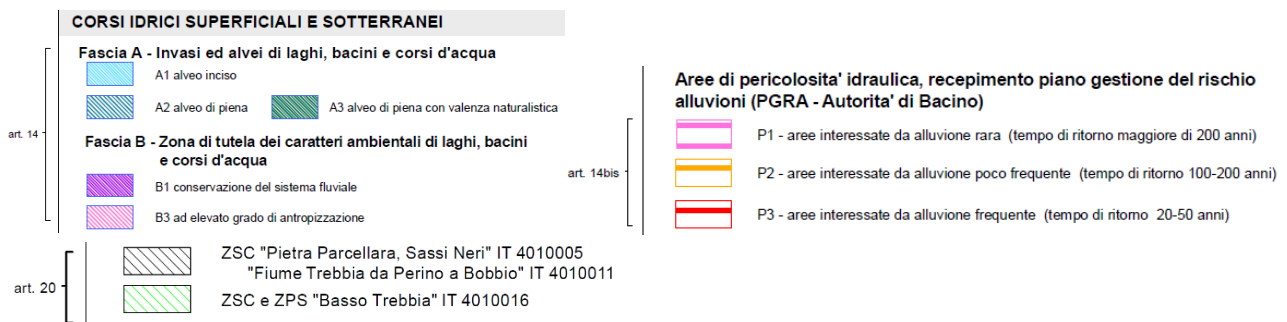 CORSI IDRICI SUPERFICIALI E SOTTERRANEI
Fascia A - Invasi ed alvei di laghi, bacini e corsi d'acqua
A1 alveo inciso
A2 alveo di piena
A3 alveo di piena con valenza naturalistica
art. 14
Fascia B - Zona di tutela dei caratteri ambientali di laghi, bacini
e corsi d'acqua
B1 conservazione del sistema fluviale
B3 ad elevato grado di antropizzazione
art. 20
ZSC "Pietra Parcellara, Sassi Neri" IT 4010005
"Fiume Trebbia da Perino a Bobbio" IT 4010011
ZSC e ZPS "Basso Trebbia" IT 4010016
Aree di pericolosita' idraulica, recepimento piano gestione del rischio
alluvioni (PGRA - Autorita' di Bacino)
art. 14bis
P1 - aree interessate da alluvione rara (tempo di ritorno maggiore di 200 anni)
P2 - aree interessate da alluvione poco frequente (tempo di ritorno 100-200 anni)
P3 - aree interessate da alluvione frequente (tempo di ritorno 20-50 anni)